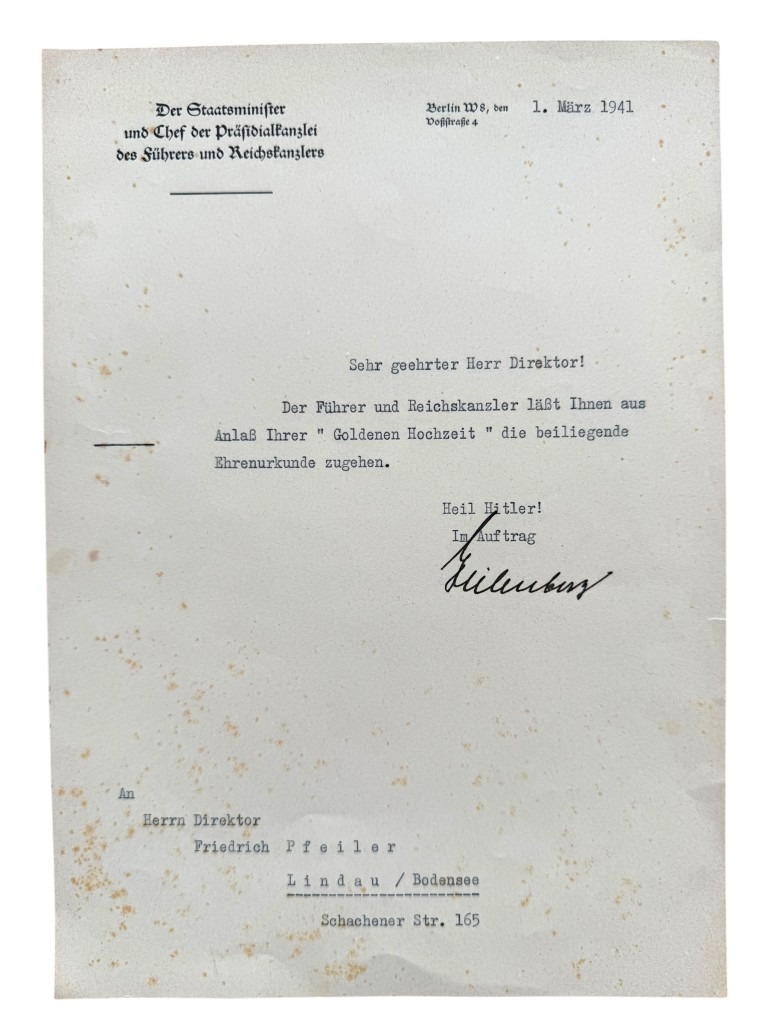 Der Staatsminister
und Chef der Präsidialkanzlei
des Führers und Reichskanzlers
Berlin W8, den 1. März 1941
Voßstraße 4
Sehr geehrter Herr Direktor!
Der Führer und Reichskanzler läßt Ihnen aus
Anlaß Ihrer " Goldenen Hochzeit " die beiliegende
Ehrenurkunde zugehen.
Heil Hitler!
Im Auftrag
An
Herrn Direktor
Friedrich P f e i l e r
L i n d a u / Bodensee
Schachener Str. 165